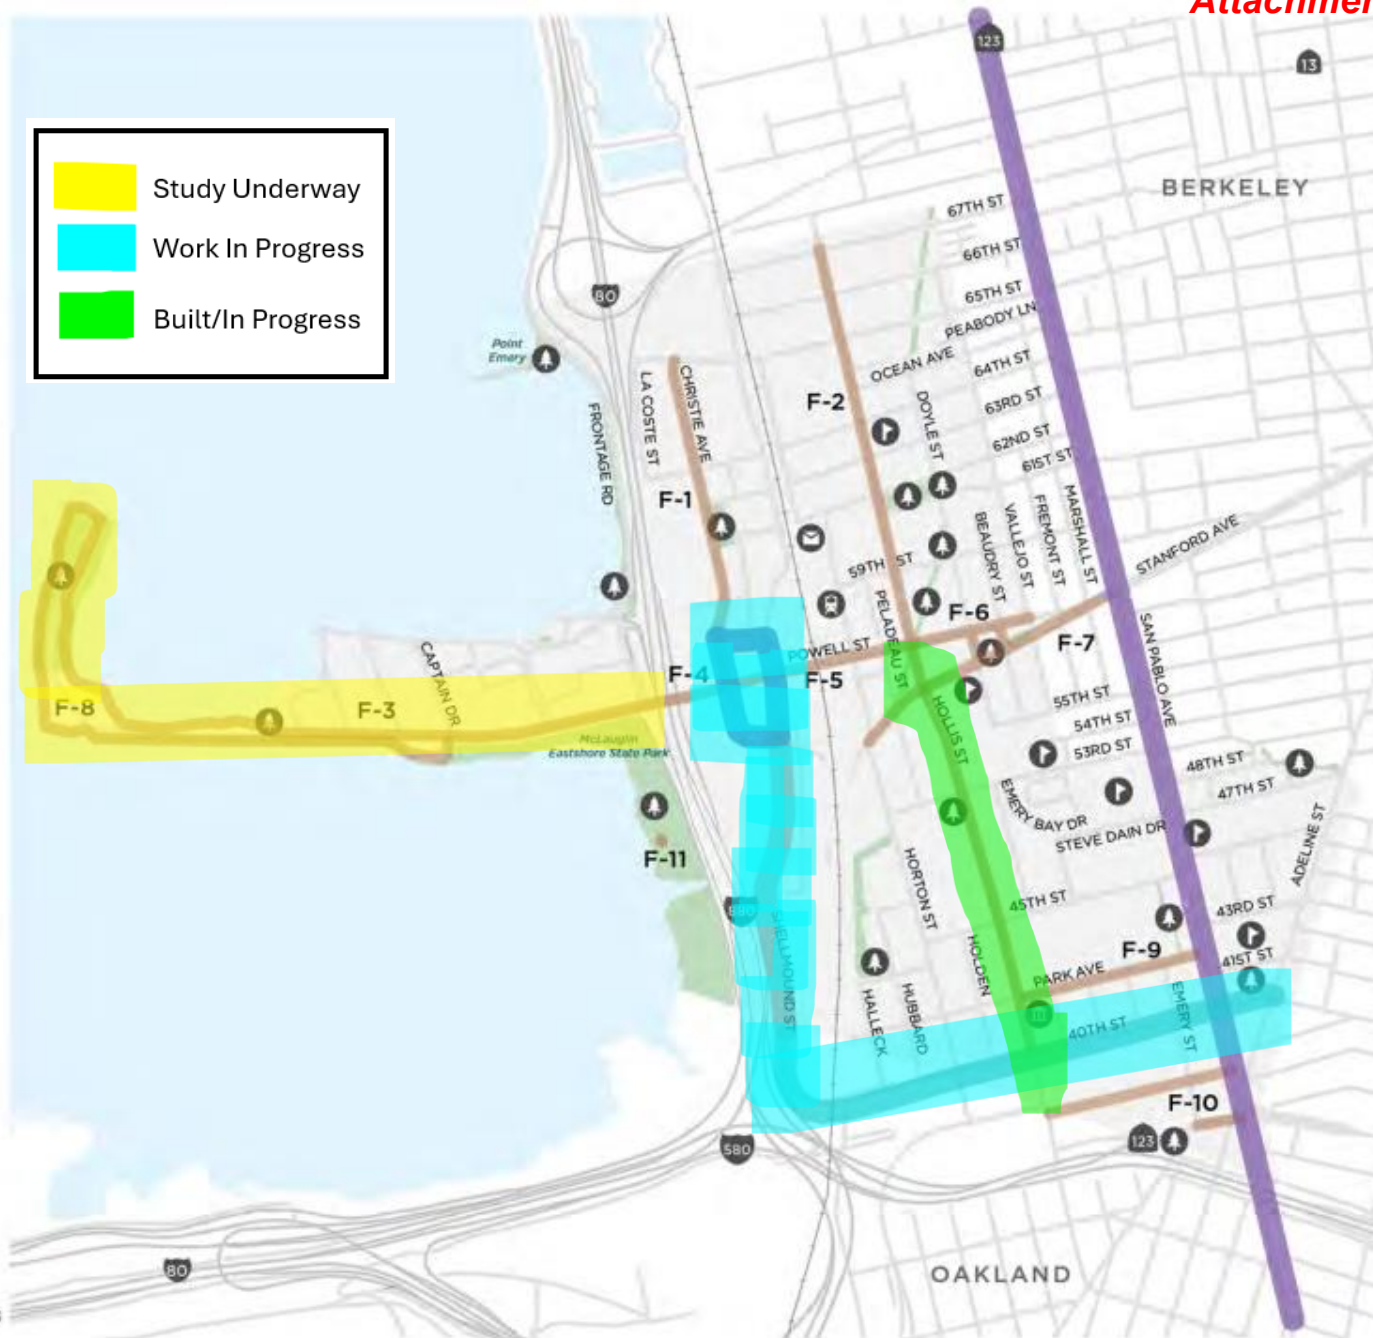 Attachmen
123
13
BERKELEY
Study Underway
Work In Progress
Built/In Progress
67TH ST
66TH ST
65TH ST
PEABODY LN
OCEAN AVE
64TH ST
63RD ST
62ND ST
61ST ST
80
Point
Emery
FRONTAGE RD
LA COSTE ST
CHRISTIE AVE
F-1
F-2
DOYLE ST
BEAUDRY ST
VALLEJO ST
FREMONT ST
MARSHALL ST
STANFORD AVE
59TH ST
PELADEAU ST
F-6
F-7
POWELL ST
F-4
F-5
CAPTAIN DR
F-3
F-8
McLaughlin
Eastshore State Park
F-11
SAN PABLO AVE
55TH ST
54TH ST
53RD ST
HOLLIS ST
EMERY BAY DR
STEVE DAIN DR
48TH ST
47TH ST
ADELINE ST
HORTON ST
45TH ST
43RD ST
41ST ST
580
SHELLMOUND ST
HOLDEN
F-9
PARK AVE
HALLECK
HUBBARD
40TH ST
EMERY ST
F-10
123
580
80
OAKLAND